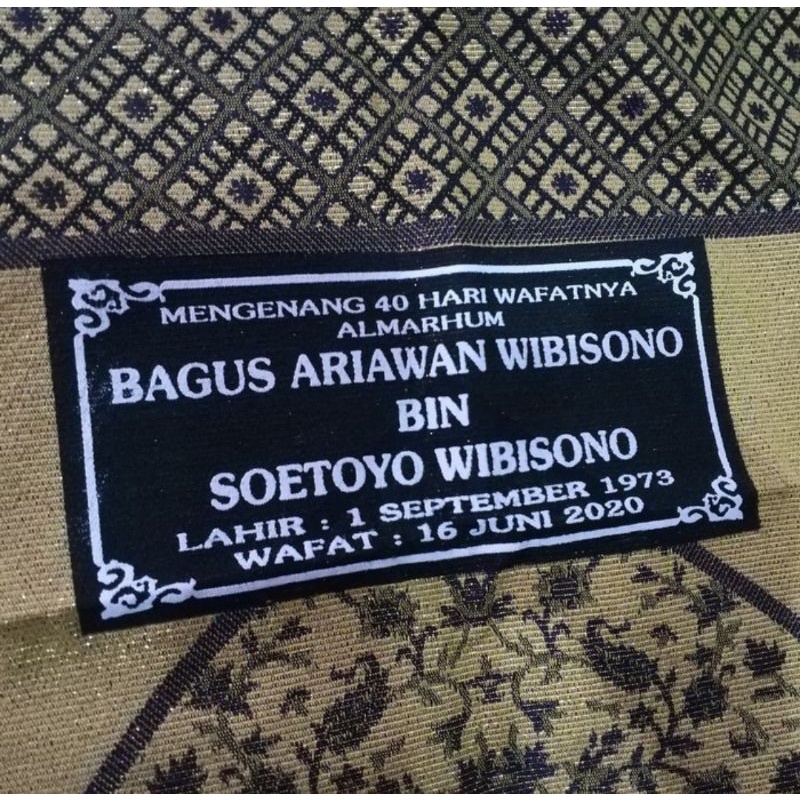 MENGENANG 40 HARI WAFATNYA
ALMARHUM
BAGUS ARIAWAN WIBISONO
BIN
SOETOYO WIBISONO
LAHIR : 1 SEPTEMBER 1973
WAFAT : 16 JUNI 2020